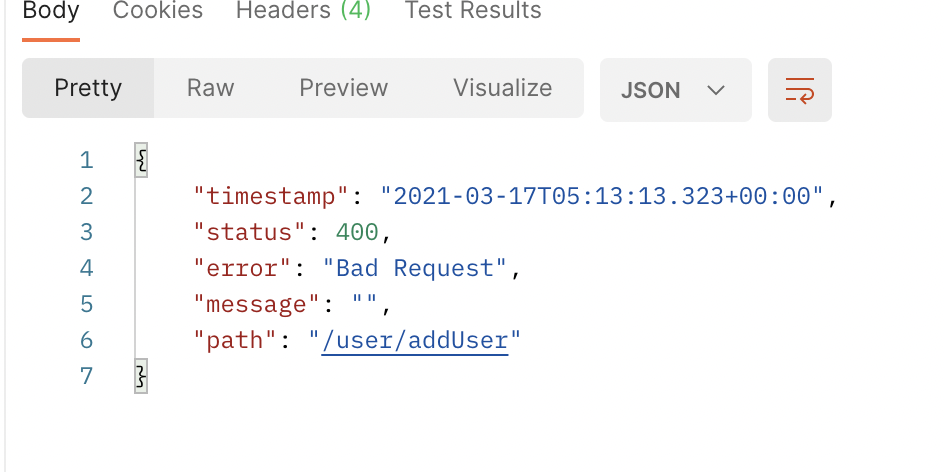 Body Cookies Headers (4) Test Results
Pretty Raw Preview Visualize JSON
1 {
2 "timestamp": "2021-03-17T05:13:13.323+00:00",
3 "status": 400,
4 "error": "Bad Request",
5 "message": "",
6 "path": "/user/addUser"
7 }